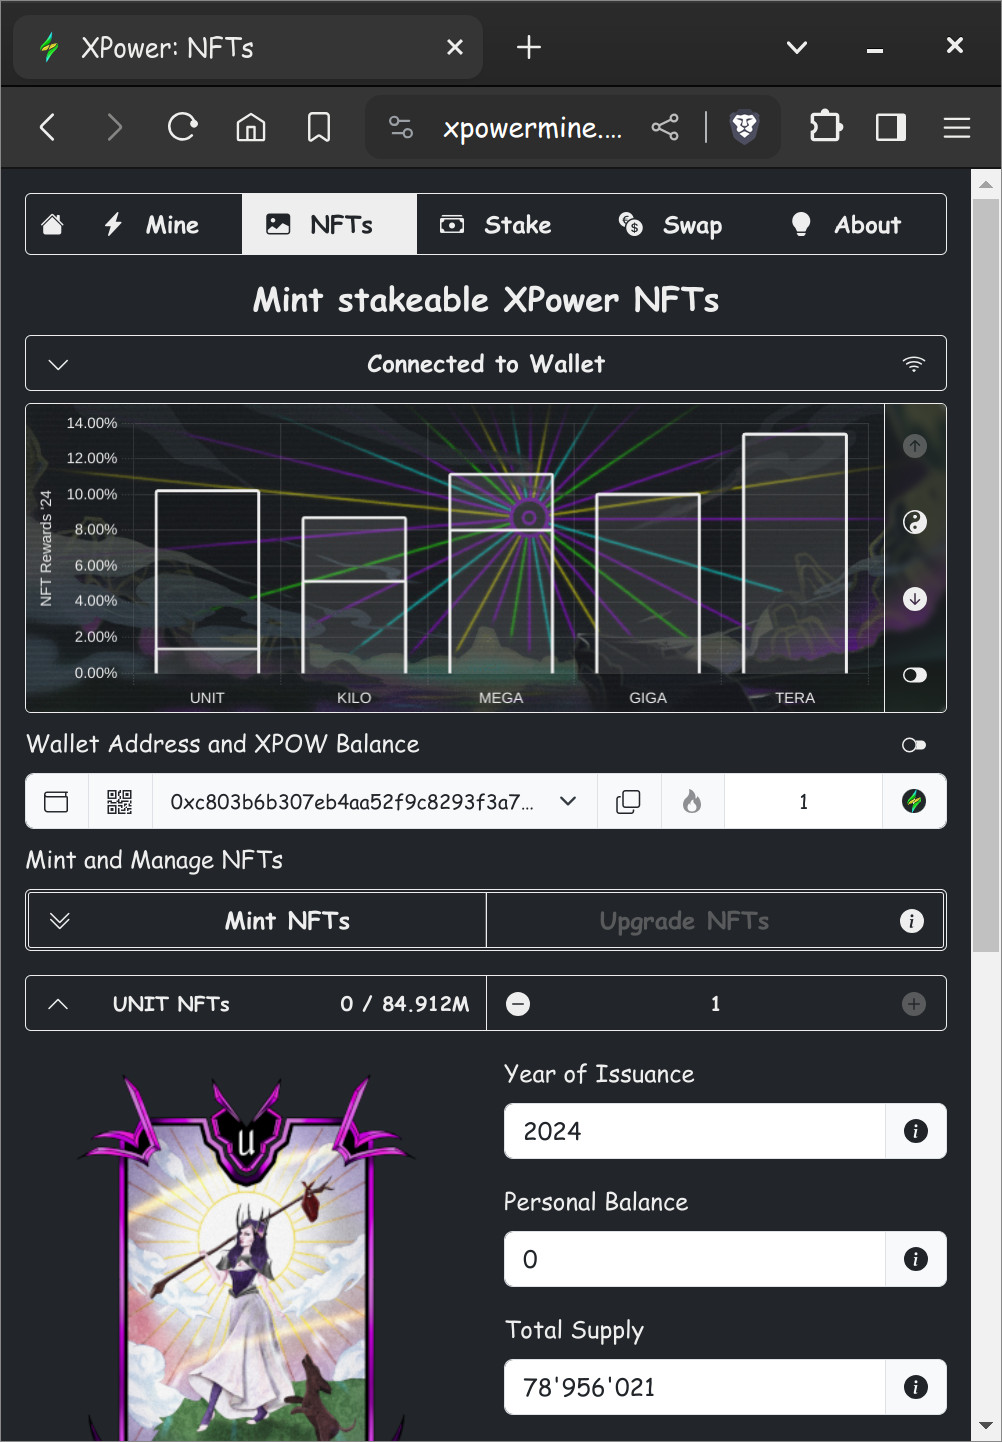 XPower: NFTs
xpowermine....
Mine NFTs Stake Swap About
Mint stakeable XPower NFTs
Connected to Wallet
14.00%
12.00%
10.00%
8.00%
6.00%
4.00%
2.00%
0.00%
NFT Rewards '24
UNIT KILO MEGA GIGA TERA
Wallet Address and XPOW Balance
0xc803b6b307eb4aa52f9c8293f3a7... 1
Mint and Manage NFTs
Mint NFTs Upgrade NFTs
UNIT NFTs 0 / 84.912M 1
U
Year of Issuance
2024
Personal Balance
0
Total Supply
78'956'021